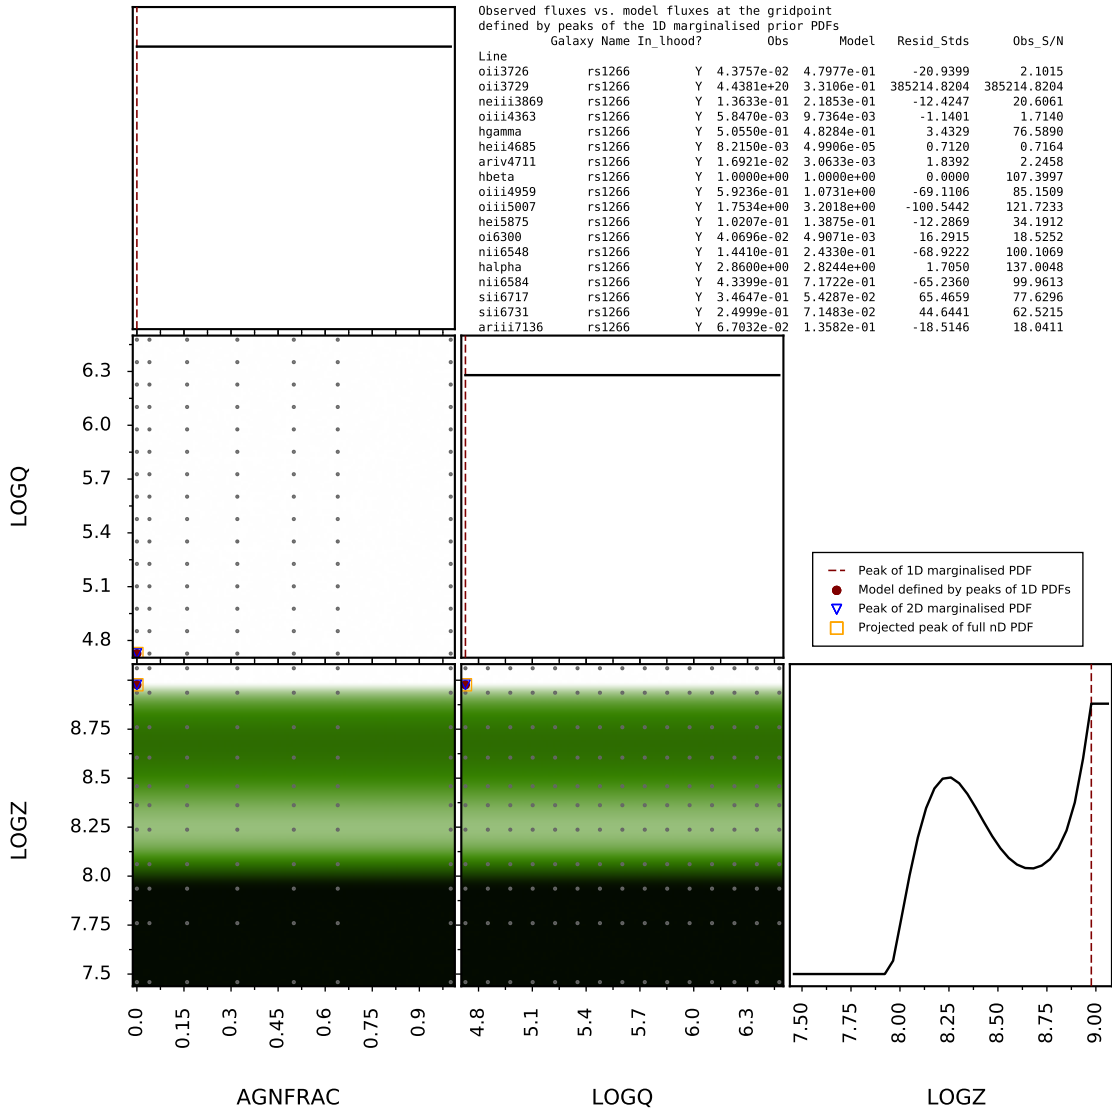 Observed fluxes vs. model fluxes at the gridpoint
defined by peaks of the 1D marginalised prior PDFs
Galaxy Name In_lhood? Obs Model Resid_Stds Obs_S/N
Line
oii3726 rs1266 Y 4.3757e-02 4.7977e-01 -20.9399 2.1015
oii3729 rs1266 Y 4.4381e+20 3.3106e-01 385214.8204 385214.8204
neiii3869 rs1266 Y 1.3633e-01 2.1853e-01 -12.4247 20.6061
oiii4363 rs1266 Y 5.8470e-03 9.7364e-03 -1.1401 1.7140
hgamma rs1266 Y 5.0550e-01 4.8284e-01 3.4329 76.5890
heii4685 rs1266 Y 8.2150e-03 4.9906e-05 0.7120 0.7164
ariv4711 rs1266 Y 1.6921e-02 3.0633e-03 1.8392 2.2458
hbeta rs1266 Y 1.0000e+00 1.0000e+00 0.0000 107.3997
oiii4959 rs1266 Y 5.9236e-01 1.0731e+00 -69.1106 85.1509
oiii5007 rs1266 Y 1.7534e+00 3.2018e+00 -100.5442 121.7233
hei5875 rs1266 Y 1.0207e-01 1.3875e-01 -12.2869 34.1912
oi6300 rs1266 Y 4.0696e-02 4.9071e-03 16.2915 18.5252
nii6548 rs1266 Y 1.4410e-01 2.4330e-01 -68.9222 100.1069
halpha rs1266 Y 2.8600e+00 2.8244e+00 1.7050 137.0048
nii6584 rs1266 Y 4.3399e-01 7.1722e-01 -65.2360 99.9613
sii6717 rs1266 Y 3.4647e-01 5.4287e-02 65.4659 77.6296
sii6731 rs1266 Y 2.4999e-01 7.1483e-02 44.6441 62.5215
ariii7136 rs1266 Y 6.7032e-02 1.3582e-01 -18.5146 18.0411
LOGQ
6.3
6.0
5.7
5.4
5.1
4.8
Peak of 1D marginalised PDF
Model defined by peaks of 1D PDFs
Peak of 2D marginalised PDF
Projected peak of full nD PDF
LOGZ
8.75
8.5
8.25
8.0
7.75
7.5
0.0 0.15 0.3 0.45 0.6 0.75 0.9
4.8 5.1 5.4 5.7 6.0 6.3
7.50 7.75 8.00 8.25 8.50 8.75 9.00
AGNFRAC LOGQ LOGZ